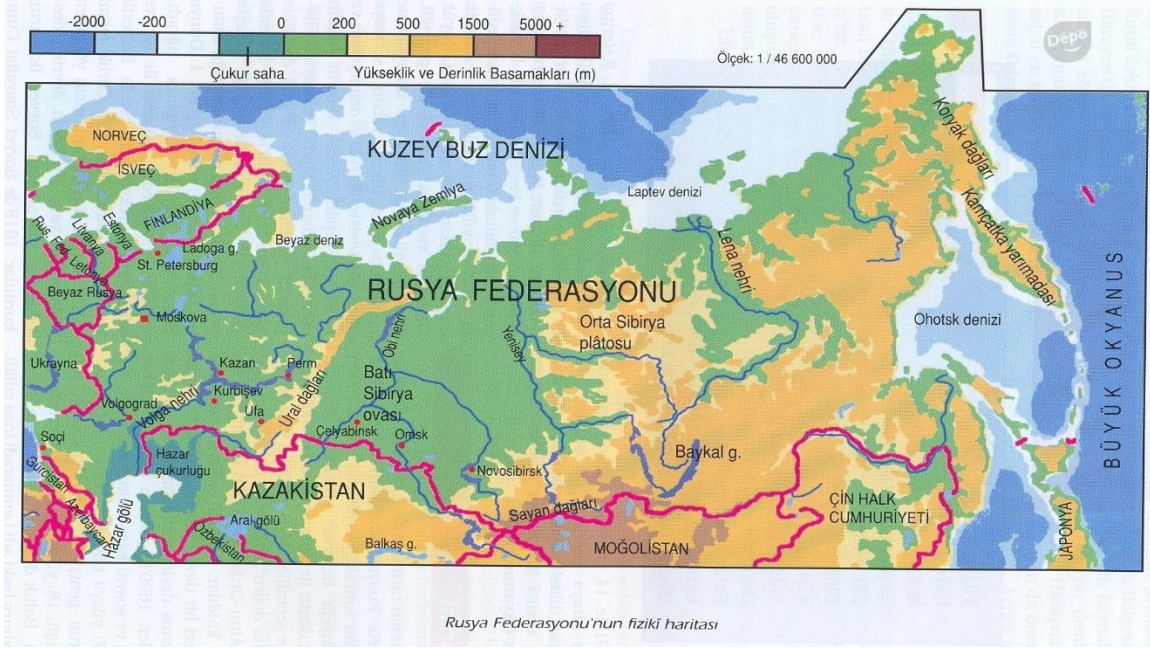 -2000 -200 0 200 500 1500 5000 +
Çukur saha
Yükseklik ve Derinlik Basamakları (m)
Ölçek: 1 / 46 600 000
Depo
NORVEÇ
İSVEÇ
FİNLANDİYA
KUZEY BUZ DENİZİ
Novaya Zemlya
Laptev denizi
Koryak dağları
Kamçatka yarımadası
Rus. Fed.
Litvanya
Letonya
Estonya
Ladoga g.
Beyaz deniz
St. Petersburg
Beyaz Rusya
Moskova
RUSYA FEDERASYONU
Lena nehri
Orta Sibirya
plâtosu
Ohotsk denizi
BÜYÜK OKYANUS
Ukrayna
Kazan
Perm
Obi nehri
Yenisey
Kurbişev
Ufa
Ural dağları
Batı
Sibirya
ovası
Volgograd
Volga nehri
Çelyabinsk
Omsk
Novosibirsk
Baykal g.
Soçi
Hazar
çukurluğu
KAZAKİSTAN
Sayan dağları
ÇİN HALK
CUMHURİYETİ
Gürcistan
Azerbaycan
Hazar gölü
Aral gölü
Özbekistan
Balkaş g.
MOĞOLİSTAN
JAPONYA
Rusya Federasyonu'nun fizikî haritası